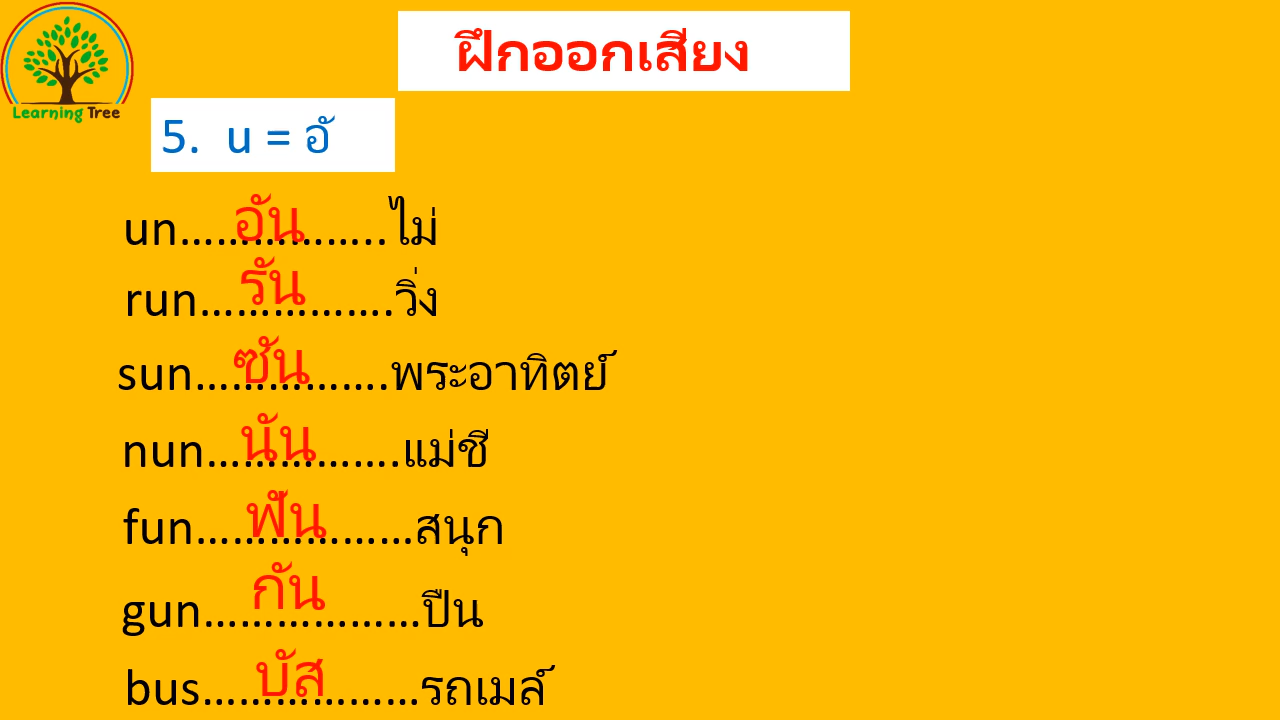 Learning Tree
ฝึกออกเสียง
5. u = อั
un.................ไม่ อัน
run................วิ่ง รัน
sun................พระอาทิตย์ ซัน
nun................แม่ชี นัน
fun..................สนุก ฟัน
gun..................ปืน กัน
bus..................รถเมล์ บัส